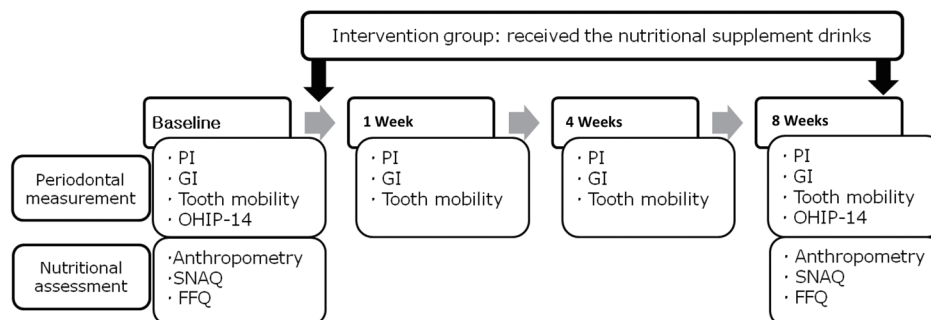 Intervention group: received the nutritional supplement drinks
Baseline
1 Week
4 Weeks
8 Weeks
Periodontal
measurement
· PI
· GI
· Tooth mobility
· OHIP-14
· PI
· GI
· Tooth mobility
· PI
· GI
· Tooth mobility
· PI
· GI
· Tooth mobility
· OHIP-14
Nutritional
assessment
·Anthropometry
·SNAQ
· FFQ
· Anthropometry
· SNAQ
· FFQ